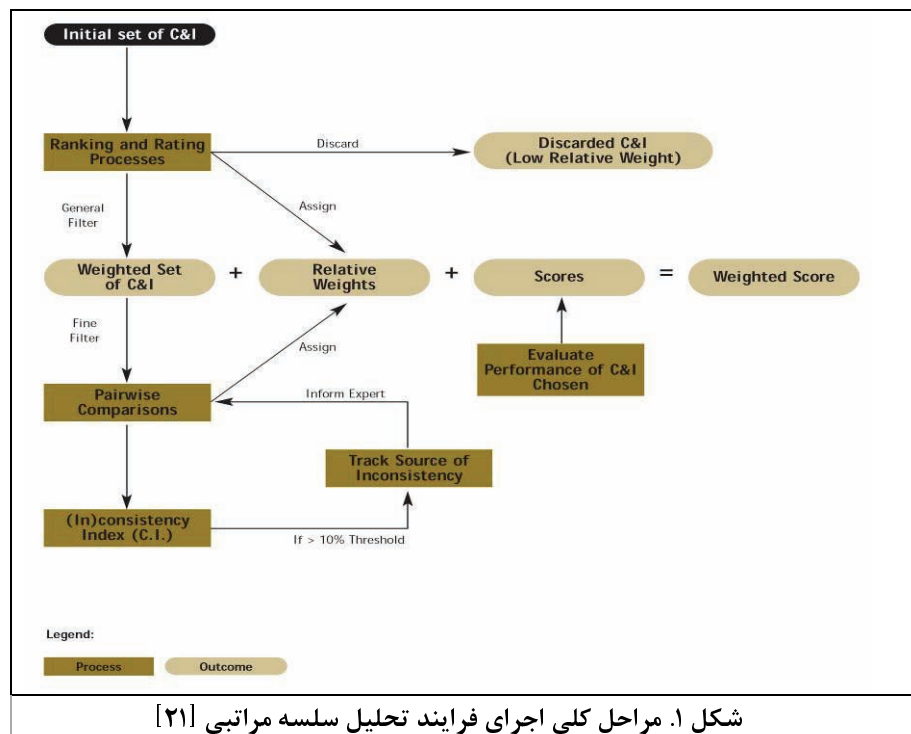 Initial set of C&I
Ranking and Rating
Processes
Discard
Discarded C&I
(Low Relative Weight)
General
Filter
Assign
Weighted Set
of C&I
+
Relative
Weights
+
Scores
=
Weighted Score
Fine
Filter
Assign
Evaluate
Performance of C&I
Chosen
Pairwise
Comparisons
Inform Expert
Track Source of
Inconsistency
(In)consistency
Index (C.I.)
If > 10% Threshold
Legend:
Process
Outcome
شکل ۱. مراحل کلی اجرای فرایند تحلیل سلسه مراتبی [۲۱]